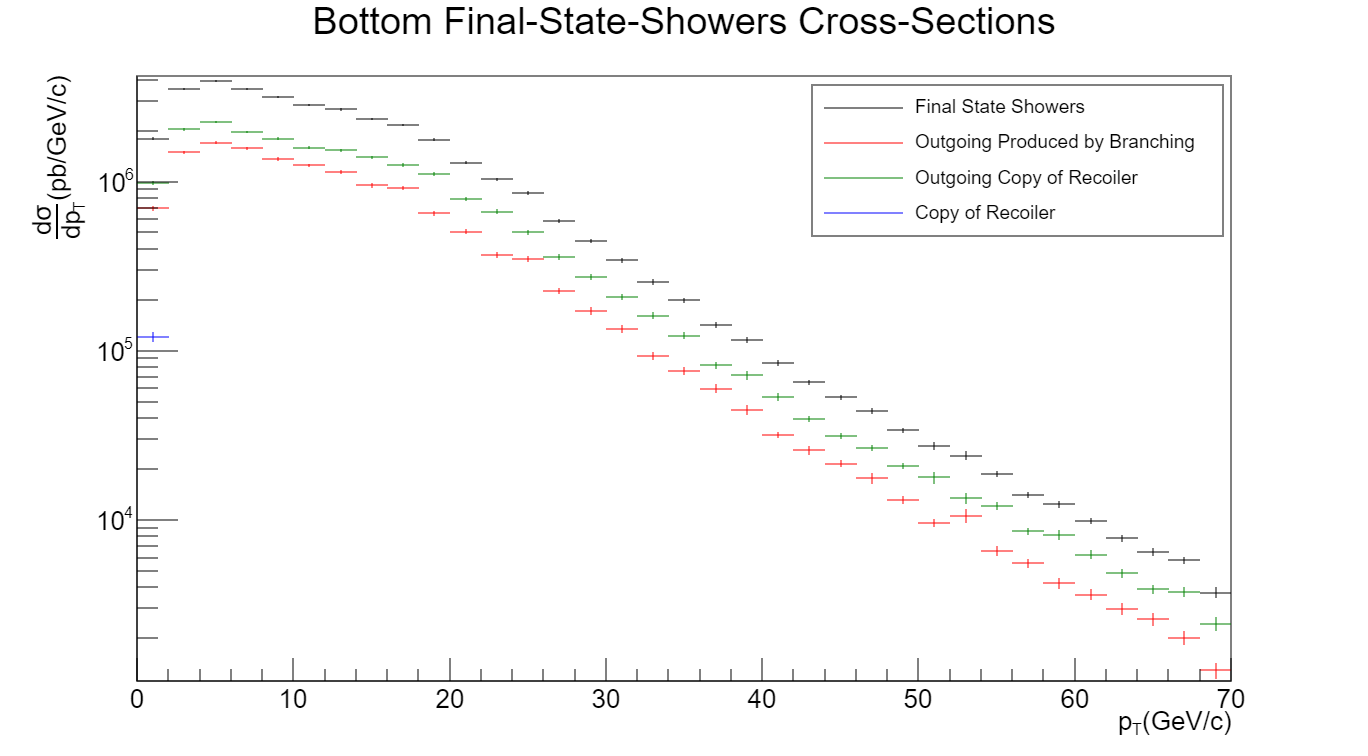 Bottom Final-State-Showers Cross-Sections
dσ/dp_T (pb/GeV/c)
Final State Showers
Outgoing Produced by Branching
Outgoing Copy of Recoiler
Copy of Recoiler
10^6
10^5
10^4
0 10 20 30 40 50 60 70
p_T(GeV/c)